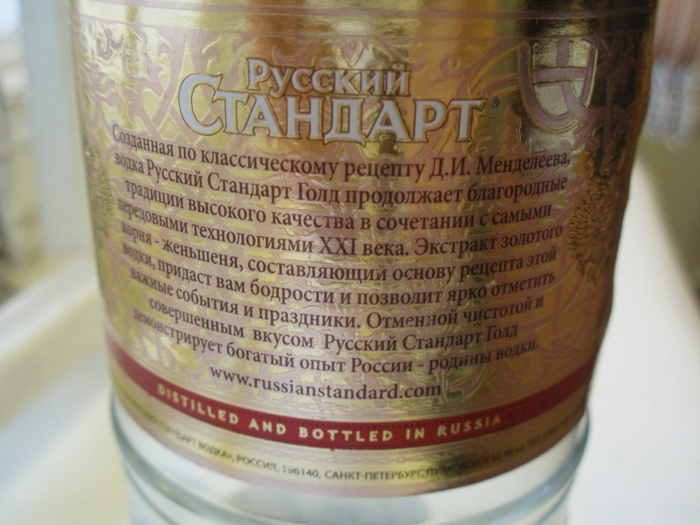 Русский
СТАНДАРТ®
Созданная по классическому рецепту Д.И. Менделеева,
водка Русский Стандарт Голд продолжает благородные
традиции высокого качества в сочетании с самыми
передовыми технологиями XXI века. Экстракт золотого
корня - женьшеня, составляющий основу рецепта этой
водки, придаст вам бодрости и позволит ярко отметить
важные события и праздники. Отменной чистотой и
совершенным вкусом Русский Стандарт Голд
демонстрирует богатый опыт России - родины водки.
www.russianstandard.com
DISTILLED AND BOTTLED IN RUSSIA
СТАНДАРТ ВОДКА», РОССИЯ, 196140, САНКТ-ПЕТЕРБУРГ,